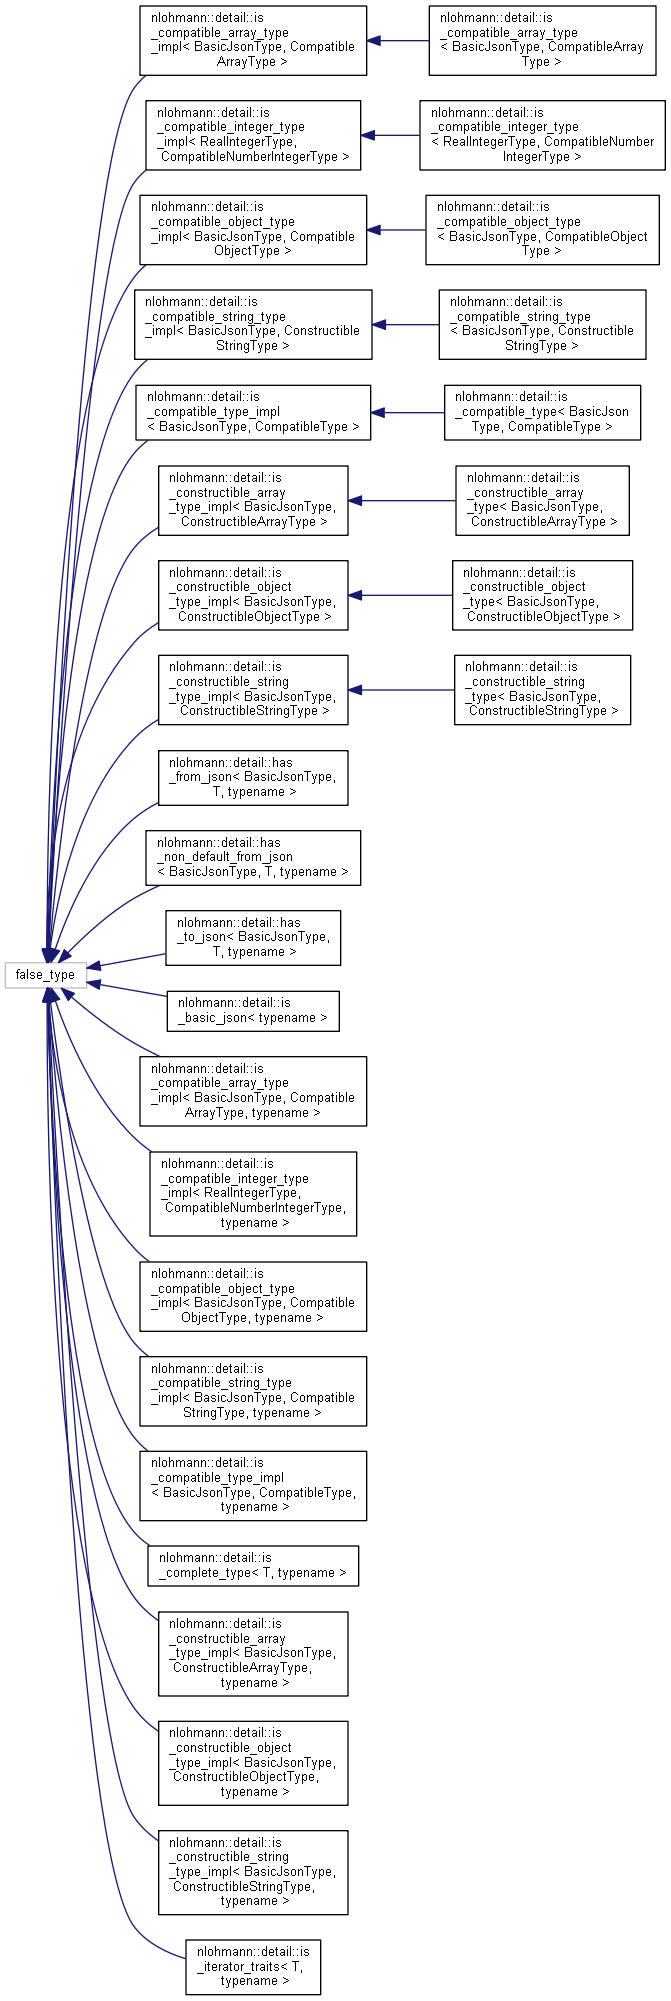 nlohmann::detail::is
_compatible_array_type
_impl< BasicJsonType, Compatible
ArrayType >
nlohmann::detail::is
_compatible_array_type
< BasicJsonType, CompatibleArray
Type >
nlohmann::detail::is
_compatible_integer_type
_impl< RealIntegerType,
CompatibleNumberIntegerType >
nlohmann::detail::is
_compatible_integer_type
< RealIntegerType, CompatibleNumber
IntegerType >
nlohmann::detail::is
_compatible_object_type
_impl< BasicJsonType, Compatible
ObjectType >
nlohmann::detail::is
_compatible_object_type
< BasicJsonType, CompatibleObject
Type >
nlohmann::detail::is
_compatible_string_type
_impl< BasicJsonType, Constructible
StringType >
nlohmann::detail::is
_compatible_string_type
< BasicJsonType, Constructible
StringType >
nlohmann::detail::is
_compatible_type_impl
< BasicJsonType, CompatibleType >
nlohmann::detail::is
_compatible_type< BasicJson
Type, CompatibleType >
nlohmann::detail::is
_constructible_array
_type_impl< BasicJsonType,
ConstructibleArrayType >
nlohmann::detail::is
_constructible_array
_type< BasicJsonType,
ConstructibleArrayType >
nlohmann::detail::is
_constructible_object
_type_impl< BasicJsonType,
ConstructibleObjectType >
nlohmann::detail::is
_constructible_object
_type< BasicJsonType,
ConstructibleObjectType >
nlohmann::detail::is
_constructible_string
_type_impl< BasicJsonType,
ConstructibleStringType >
nlohmann::detail::is
_constructible_string
_type< BasicJsonType,
ConstructibleStringType >
nlohmann::detail::has
_from_json< BasicJsonType,
T, typename >
nlohmann::detail::has
_non_default_from_json
< BasicJsonType, T, typename >
nlohmann::detail::has
_to_json< BasicJsonType,
T, typename >
false_type
nlohmann::detail::is
_basic_json< typename >
nlohmann::detail::is
_compatible_array_type
_impl< BasicJsonType, Compatible
ArrayType, typename >
nlohmann::detail::is
_compatible_integer_type
_impl< RealIntegerType,
CompatibleNumberIntegerType,
typename >
nlohmann::detail::is
_compatible_object_type
_impl< BasicJsonType, Compatible
ObjectType, typename >
nlohmann::detail::is
_compatible_string_type
_impl< BasicJsonType, Compatible
StringType, typename >
nlohmann::detail::is
_compatible_type_impl
< BasicJsonType, CompatibleType,
typename >
nlohmann::detail::is
_complete_type< T, typename >
nlohmann::detail::is
_constructible_array
_type_impl< BasicJsonType,
ConstructibleArrayType,
typename >
nlohmann::detail::is
_constructible_object
_type_impl< BasicJsonType,
ConstructibleObjectType,
typename >
nlohmann::detail::is
_constructible_string
_type_impl< BasicJsonType,
ConstructibleStringType,
typename >
nlohmann::detail::is
_iterator_traits< T,
typename >